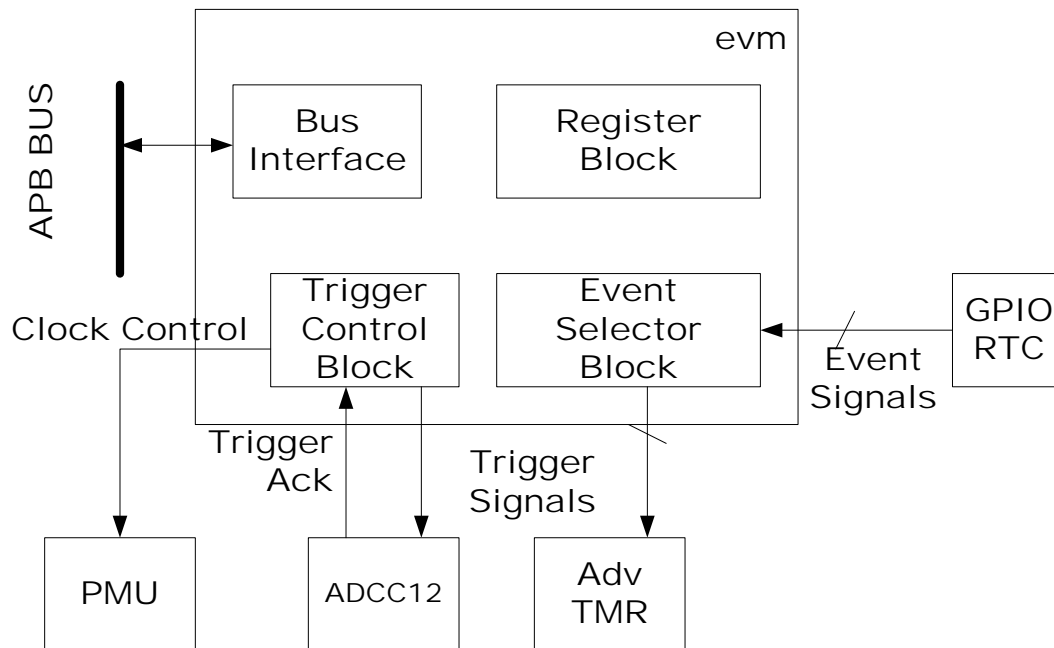 evm
APB BUS
Bus
Interface
Register
Block
Trigger
Control
Block
Event
Selector
Block
GPIO
RTC
Clock Control
Event
Signals
Trigger
Ack
Trigger
Signals
PMU
ADCC12
Adv
TMR